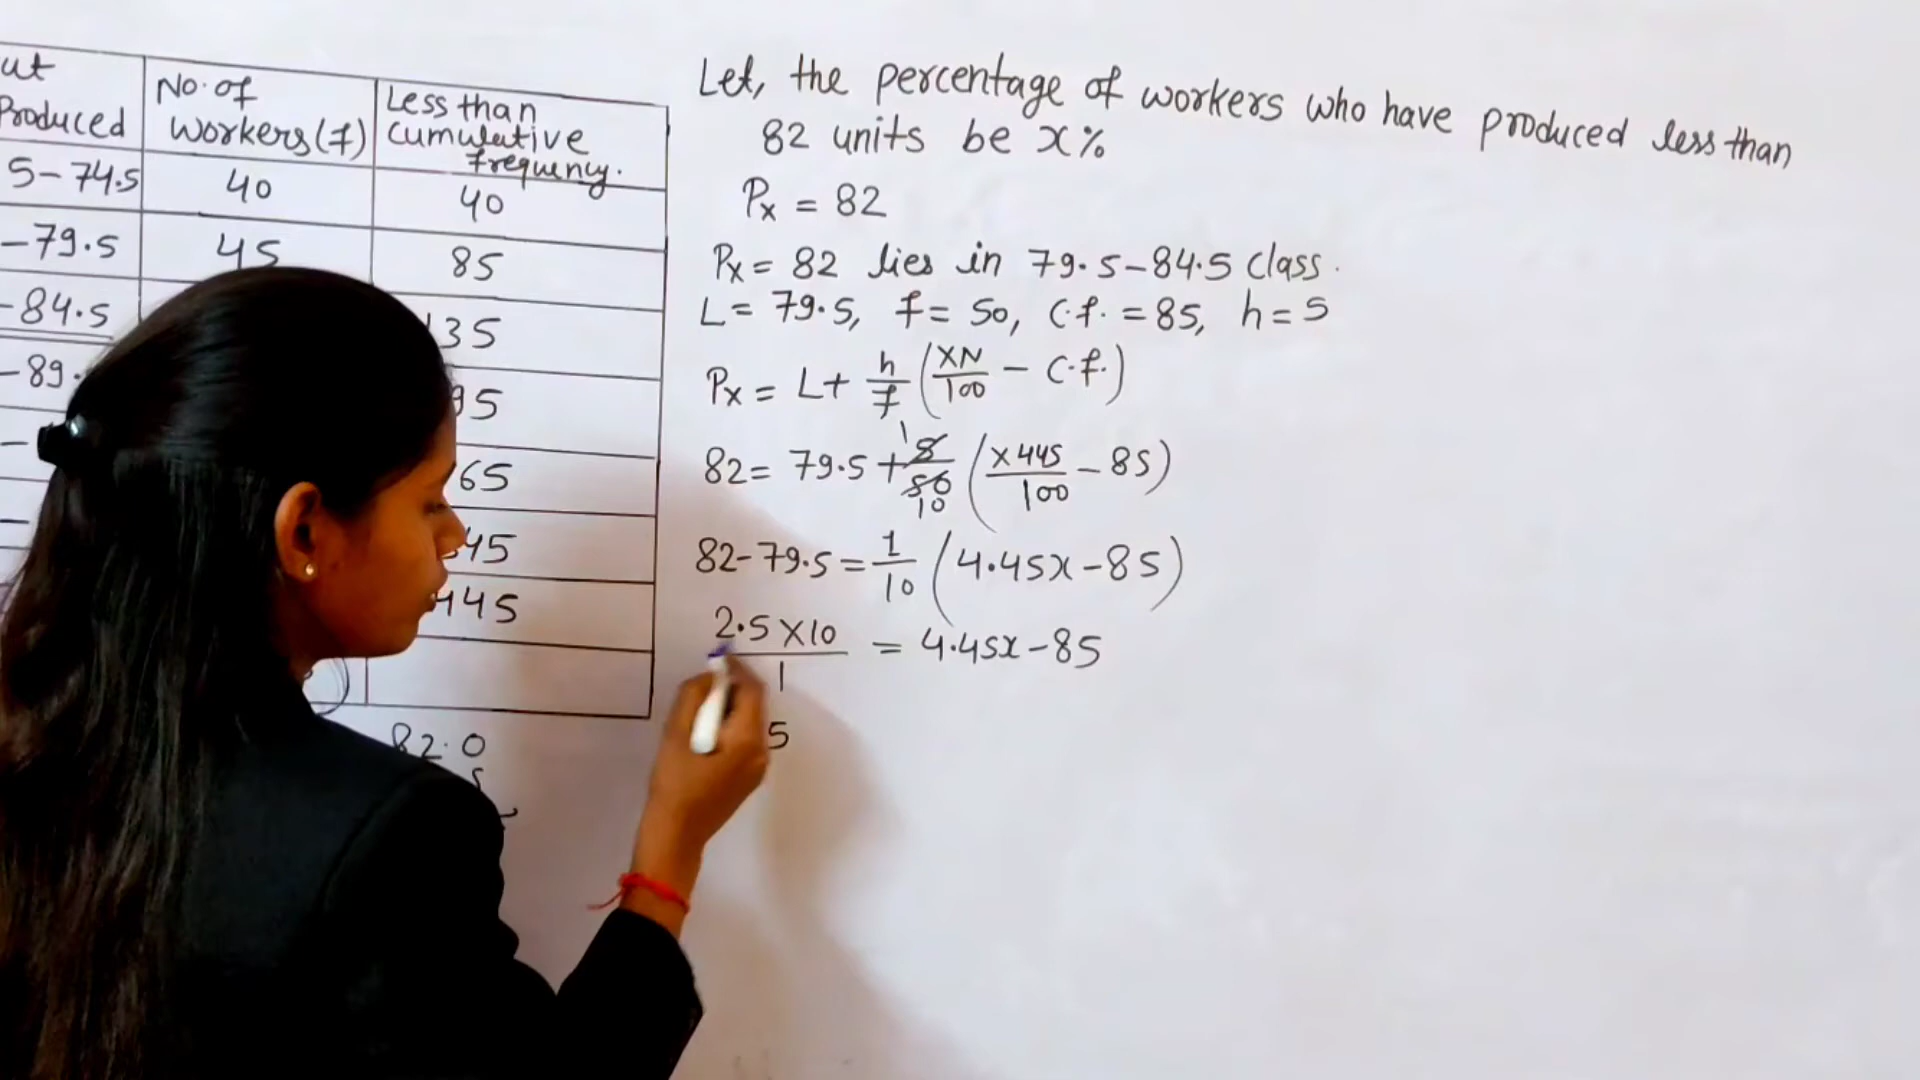 ut Produced
No. of Workers (f)
Less than Cumulative frequency.
5-74.5 40 40
-79.5 45 85
-84.5 135
-89. 95
- 65
- 45
445
82.0
5
Let, the percentage of workers who have produced less than
82 units be x%
Px = 82
Px = 82 lies in 79.5-84.5 class.
L = 79.5, f = 50, C.f. = 85, h = 5
Px = L + h/f (XN/100 - C.f.)
82 = 79.5 + 5/50 1/10 (x 445/100 - 85)
82-79.5 = 1/10 (4.45x - 85)
2.5 X 10/1 = 4.45x - 85
5